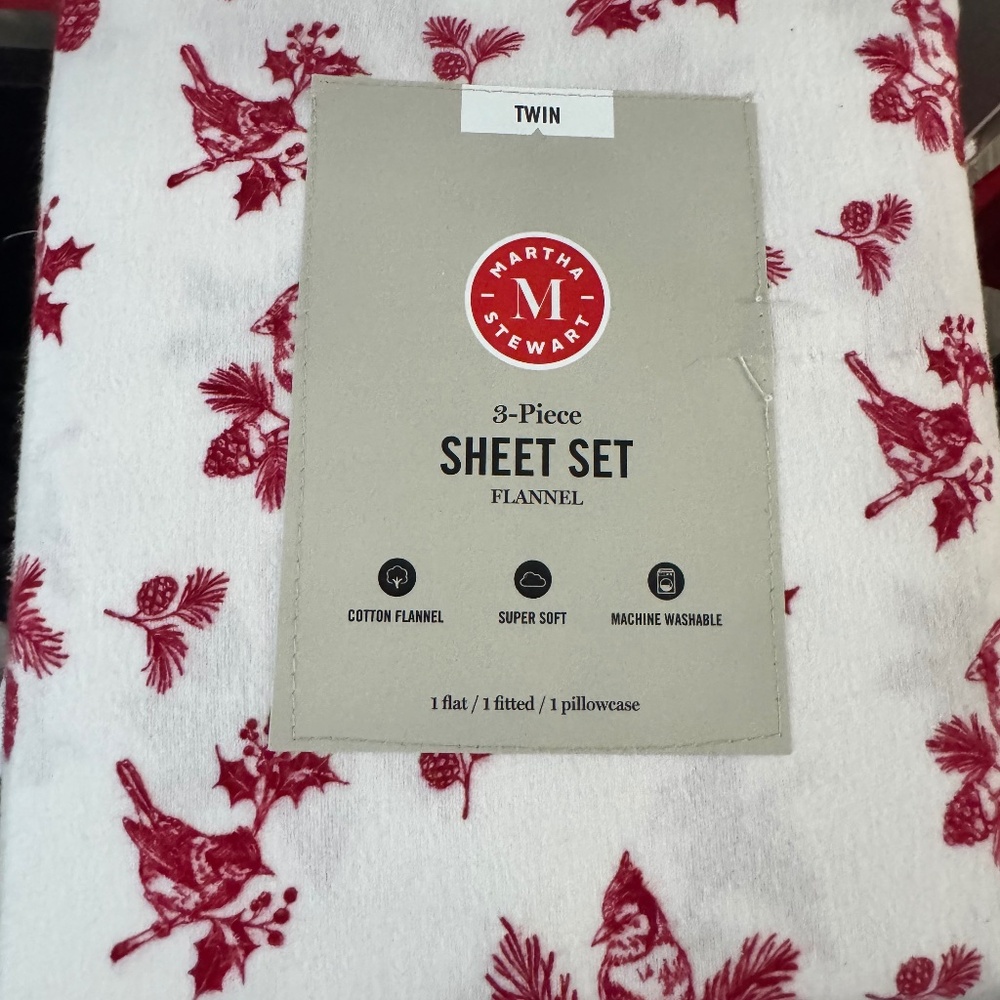 TWIN
MARTHA
M
STEWART
3-Piece
SHEET SET
FLANNEL
COTTON FLANNEL
SUPER SOFT
MACHINE WASHABLE
1 flat / 1 fitted / 1 pillowcase